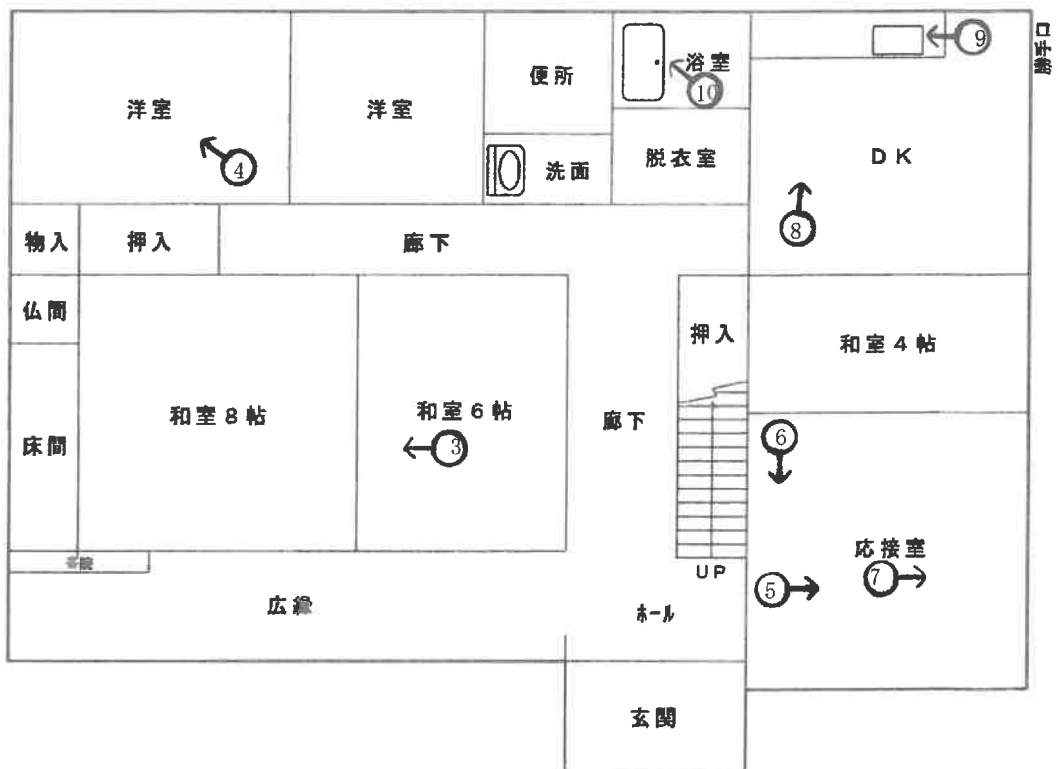 ⑨
勝手口
便所
浴室
⑩
洋室
洋室
DK
④
洗面
脱衣室
⑧
物入
押入
廊下
仏間
押入
和室4帖
和室8帖
和室6帖
廊下
⑥
床間
③
応接室
UP
⑤
⑦
広縁
ホール
玄関